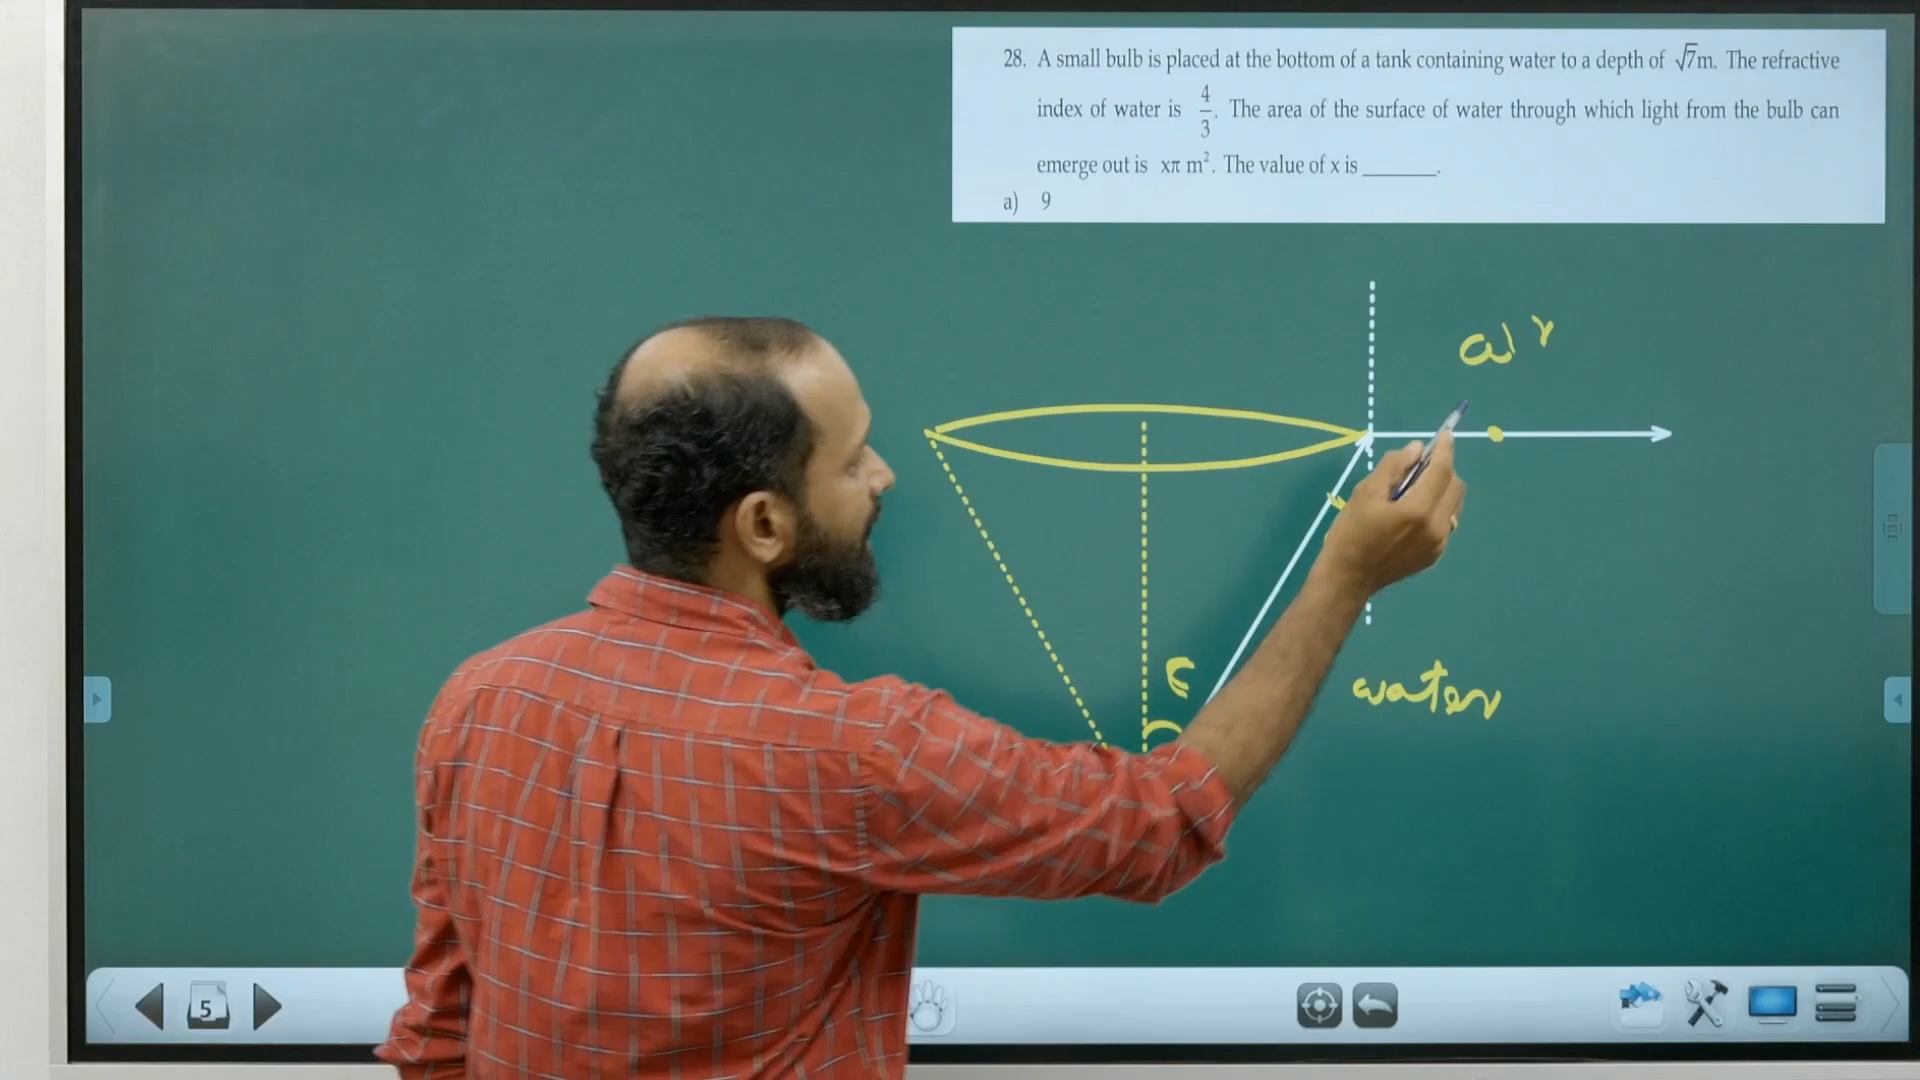 28. A small bulb is placed at the bottom of a tank containing water to a depth of √7m. The refractive
index of water is 4/3. The area of the surface of water through which light from the bulb can
emerge out is xπ m². The value of x is ______.
a) 9
air
water
5